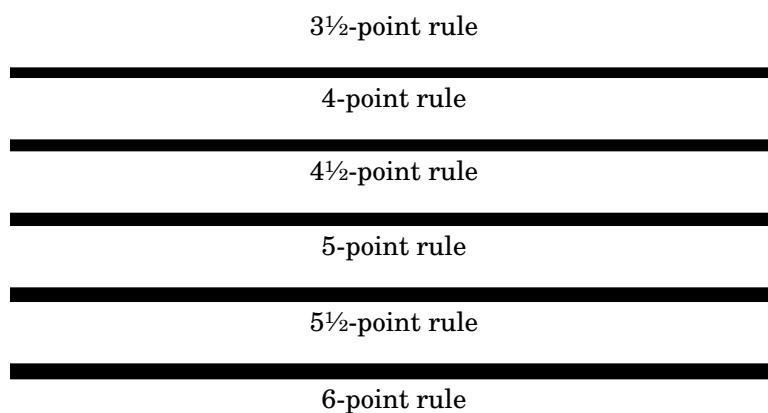 3½-point rule
4-point rule
4½-point rule
5-point rule
5½-point rule
6-point rule